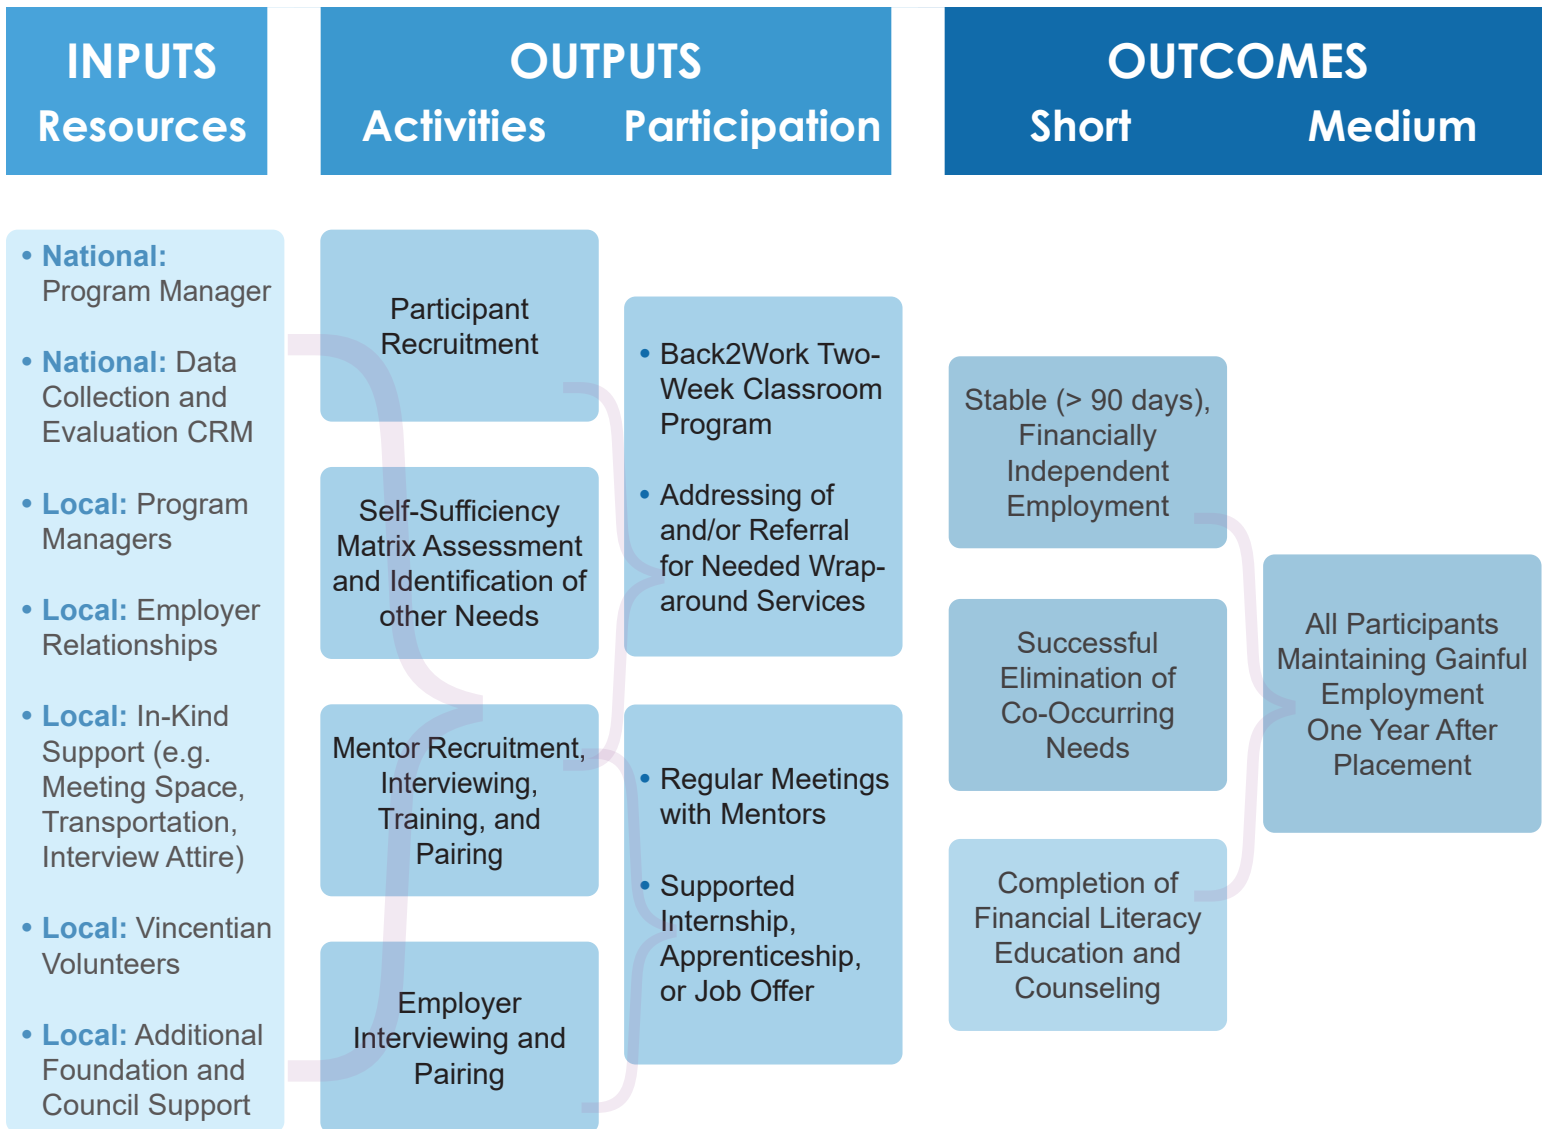 INPUTS
Resources
OUTPUTS
Activities
Participation
OUTCOMES
Short
Medium
• National:
Program Manager
• National: Data
Collection and
Evaluation CRM
• Local: Program
Managers
• Local: Employer
Relationships
• Local: In-Kind
Support (e.g.
Meeting Space,
Transportation,
Interview Attire)
• Local: Vincentian
Volunteers
• Local: Additional
Foundation and
Council Support
Participant
Recruitment
Self-Sufficiency
Matrix Assessment
and Identification of
other Needs
Mentor Recruitment,
Interviewing,
Training, and
Pairing
Employer
Interviewing and
Pairing
• Back2Work Two-
Week Classroom
Program
• Addressing of
and/or Referral
for Needed Wrap-
around Services
• Regular Meetings
with Mentors
• Supported
Internship,
Apprenticeship,
or Job Offer
Stable (> 90 days),
Financially
Independent
Employment
Successful
Elimination of
Co-Occurring
Needs
Completion of
Financial Literacy
Education and
Counseling
All Participants
Maintaining Gainful
Employment
One Year After
Placement